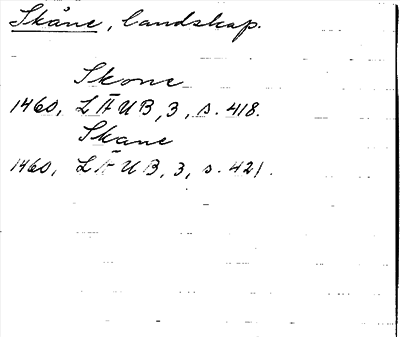 Skåne, landskap.
Skone
1460, LÄUB, 3, s. 418.
Skane
1460, LÄUB, 3, s. 421.